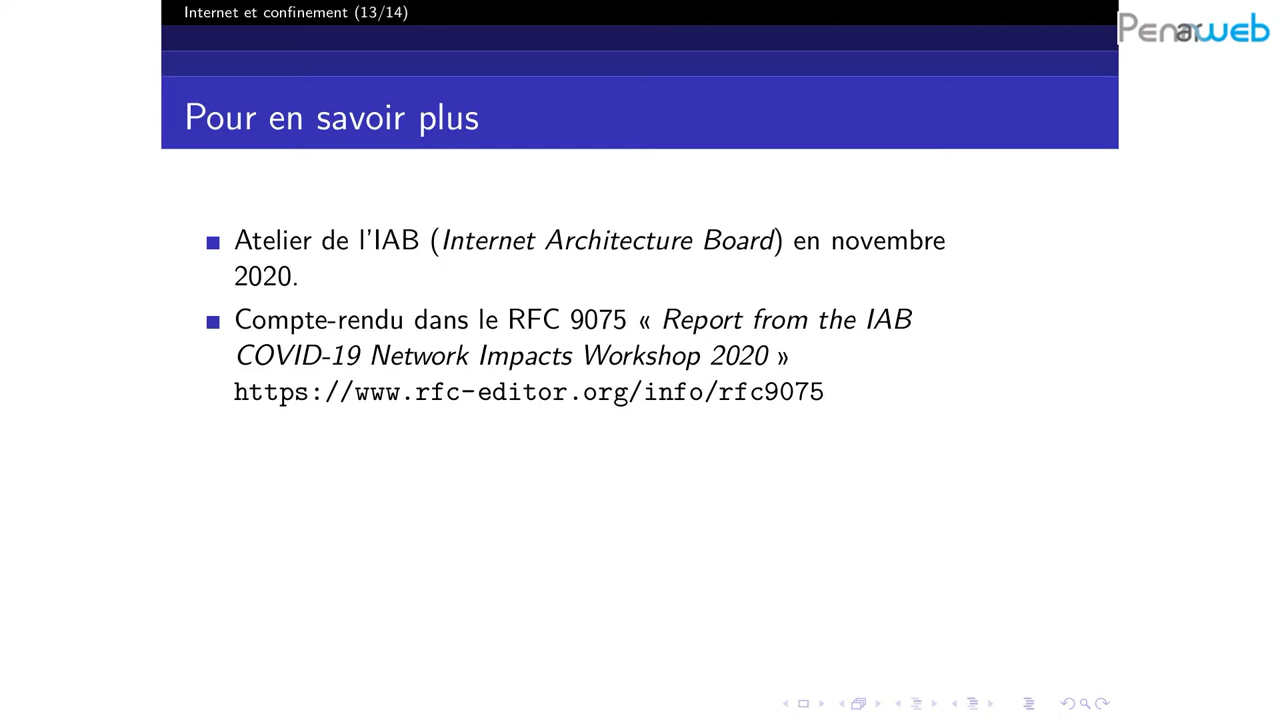 Internet et confinement (13/14)
Penarweb
Pour en savoir plus
Atelier de l'IAB (Internet Architecture Board) en novembre
2020.
Compte-rendu dans le RFC 9075 « Report from the IAB
COVID-19 Network Impacts Workshop 2020 »
https://www.rfc-editor.org/info/rfc9075